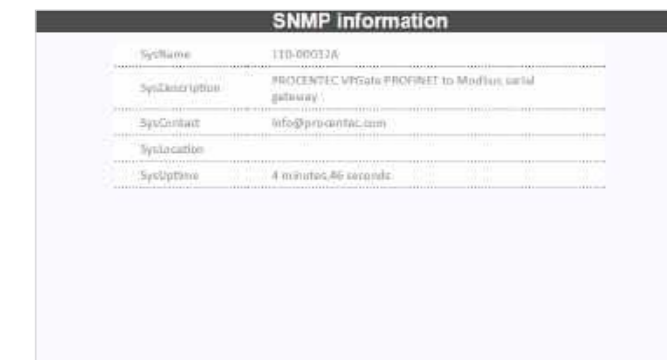 SNMP information
SysName 110-00032A
SysDescription PROCENTEC VPGate PROFINET to Modbus serial
gateway
SysContact info@procentec.com
SysLocation
SysUptime 4 minutes,46 seconds